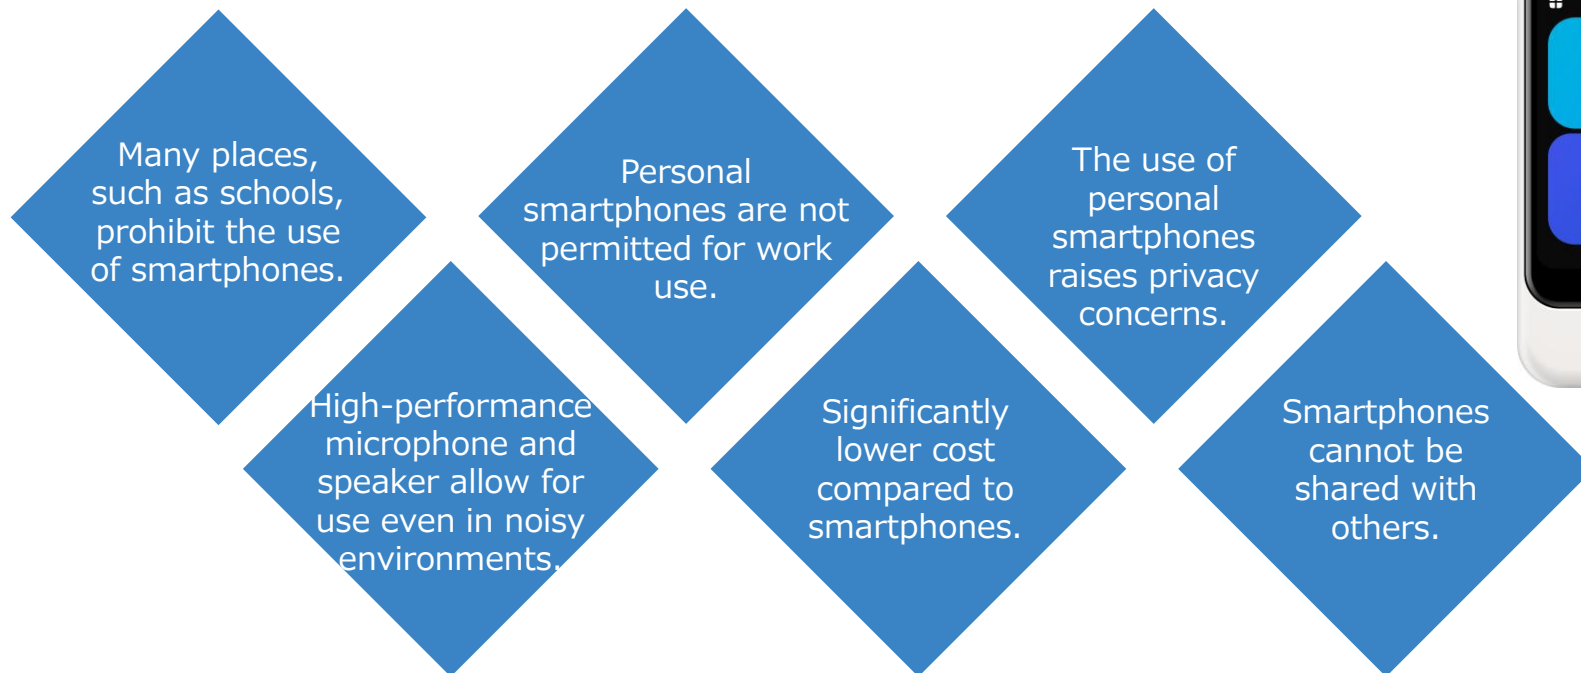 Many places,
such as schools,
prohibit the use
of smartphones.
Personal
smartphones are not
permitted for work
use.
The use of
personal
smartphones
raises privacy
concerns.
High-performance
microphone and
speaker allow for
use even in noisy
environments.
Significantly
lower cost
compared to
smartphones.
Smartphones
cannot be
shared with
others.